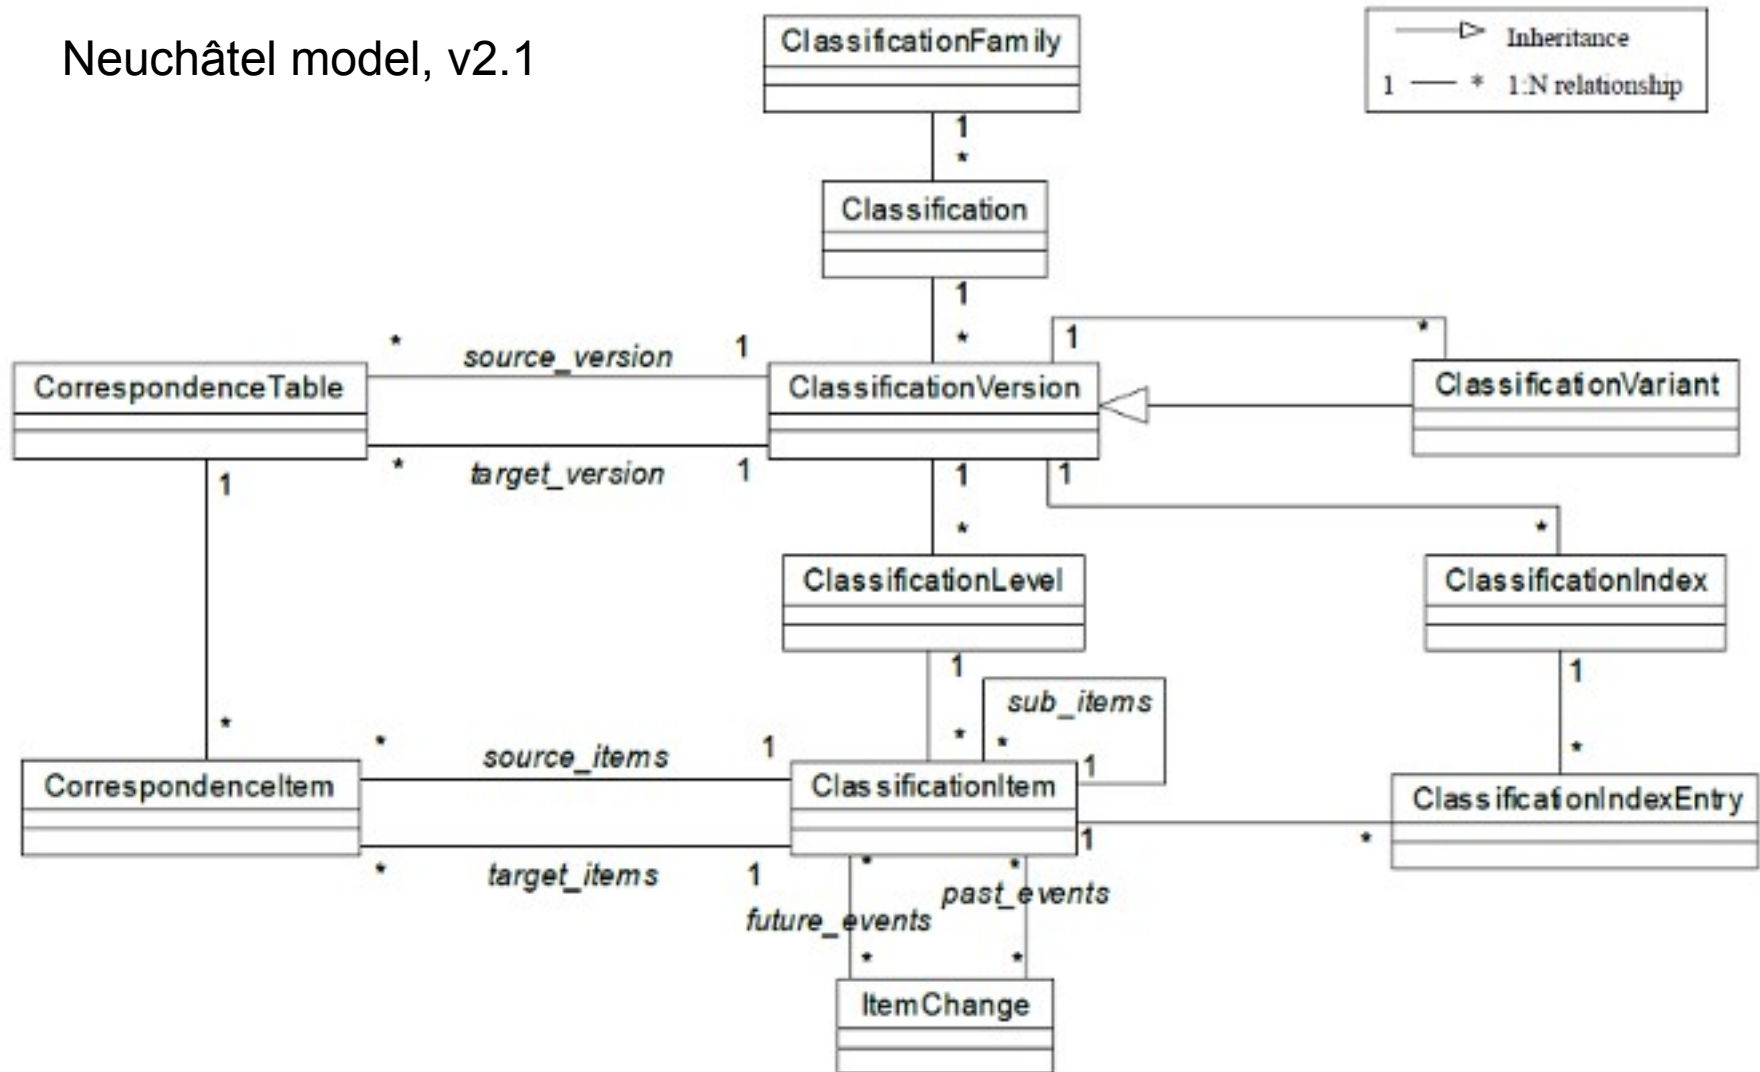 Neuchâtel model, v2.1
ClassificationFamily
Inheritance
1 — * 1:N relationship
1
*
Classification
1
*
* source_version 1
1 *
CorrespondenceTable
ClassificationVersion
ClassificationVariant
* target_version 1
1
1 1
*
*
ClassificationLevel
ClassificationIndex
1
1
sub_items
* *
1
*
*
* source_items 1
CorrespondenceItem
ClassificationItem
ClassificationIndexEntry
1 *
* target_items 1
* *
past_events
future_events
* *
ItemChange